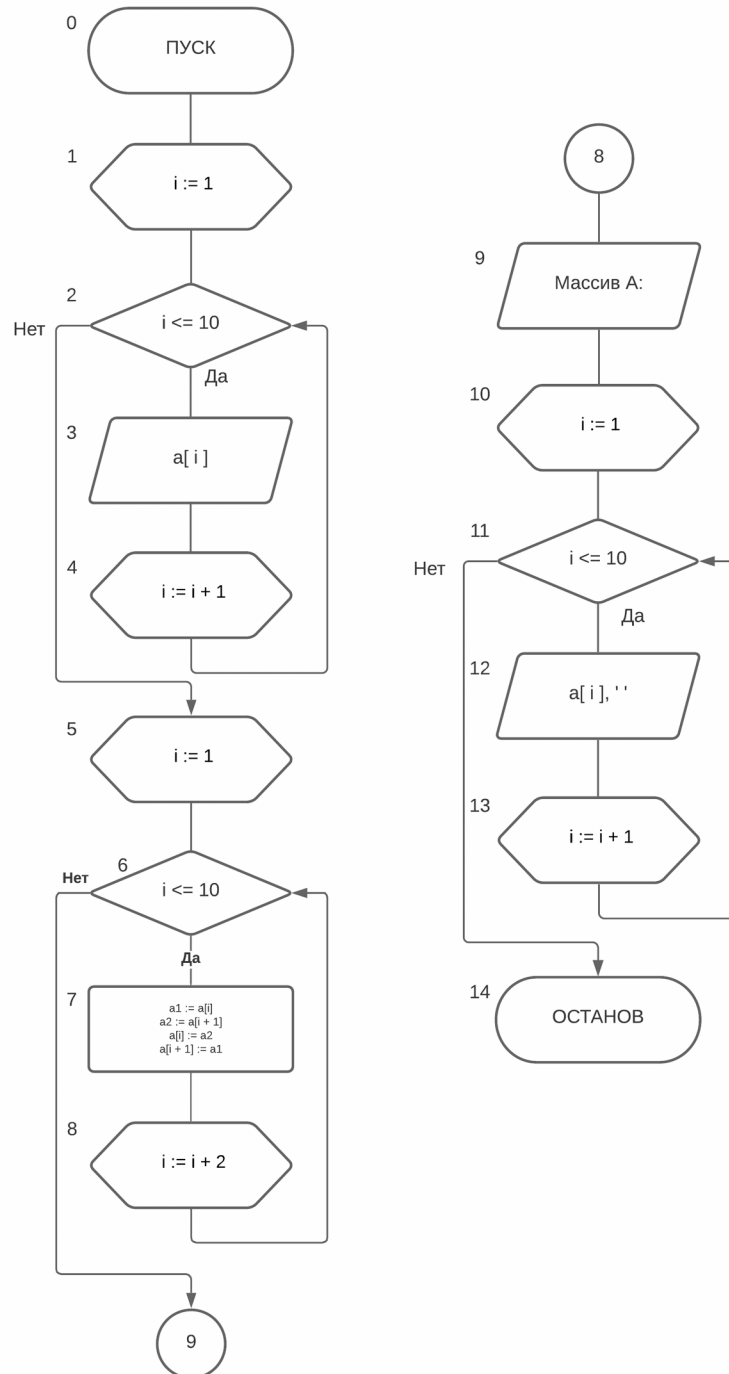 0
ПУСК
1
i := 1
2
i <= 10
Нет
Да
3
a[ i ]
4
i := i + 1
5
i := 1
6
i <= 10
Нет
Да
7
a1 := a[i]
a2 := a[i + 1]
a[i] := a2
a[i + 1] := a1
8
i := i + 2
9
8
9
Массив А:
10
i := 1
11
i <= 10
Нет
Да
12
a[ i ], ' '
13
i := i + 1
14
ОСТАНОВ